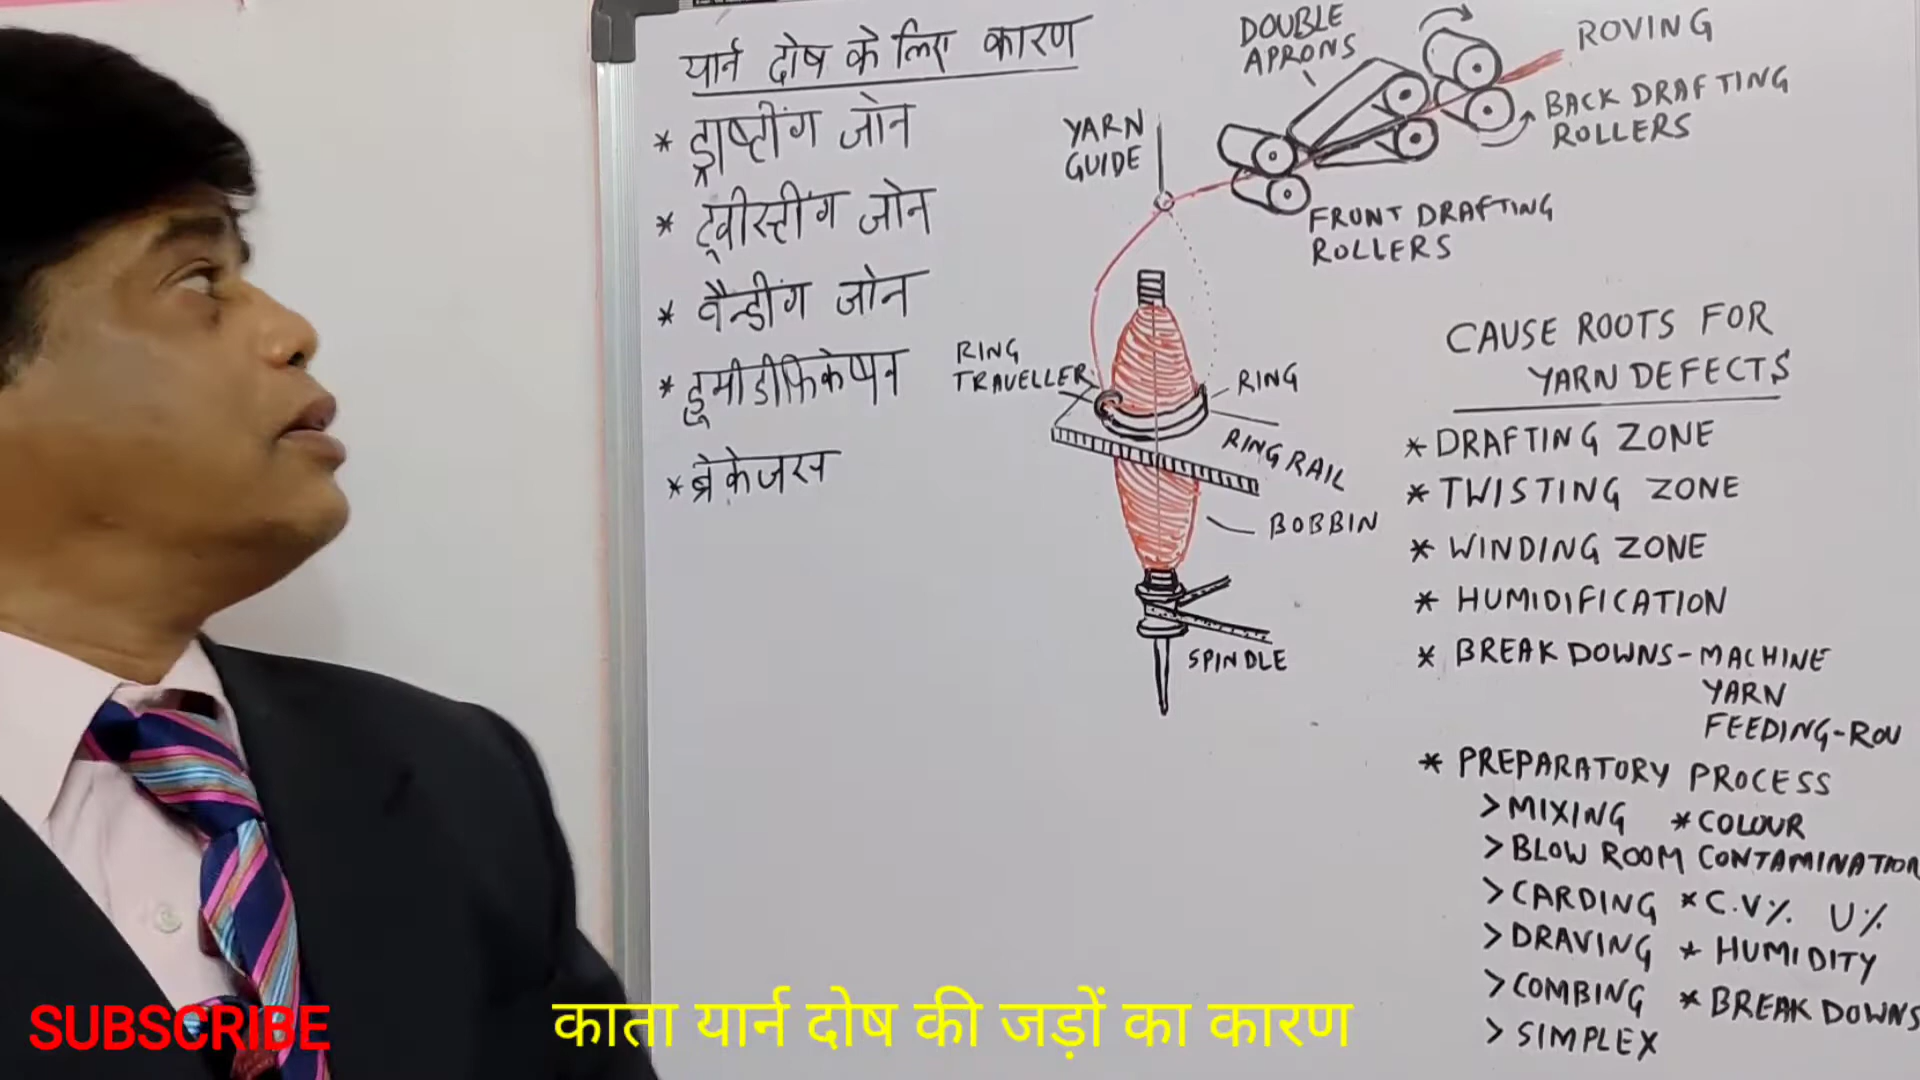 यार्न दोष के लिए कारण
* ड्राफ्टींग जोन
* ट्वीस्टींग जोन
* वैन्डींग जोन
* हूमीडीफिकेषन
* ब्रेकेजस
DOUBLE
APRONS
ROVING
BACK DRAFTING
ROLLERS
YARN
GUIDE
FRONT DRAFTING
ROLLERS
RING
TRAVELLER
RING
RING RAIL
BOBBIN
SPINDLE
CAUSE ROOTS FOR
YARN DEFECTS
* DRAFTING ZONE
* TWISTING ZONE
* WINDING ZONE
* HUMIDIFICATION
* BREAK DOWNS - MACHINE
YARN
FEEDING-ROV
* PREPARATORY PROCESS
> MIXING * COLOUR
> BLOW ROOM CONTAMINATION
> CARDING * C.V% U%
> DRAVING * HUMIDITY
> COMBING * BREAK DOWNS
> SIMPLEX
SUBSCRIBE
काता यार्न दोष की जड़ों का कारण